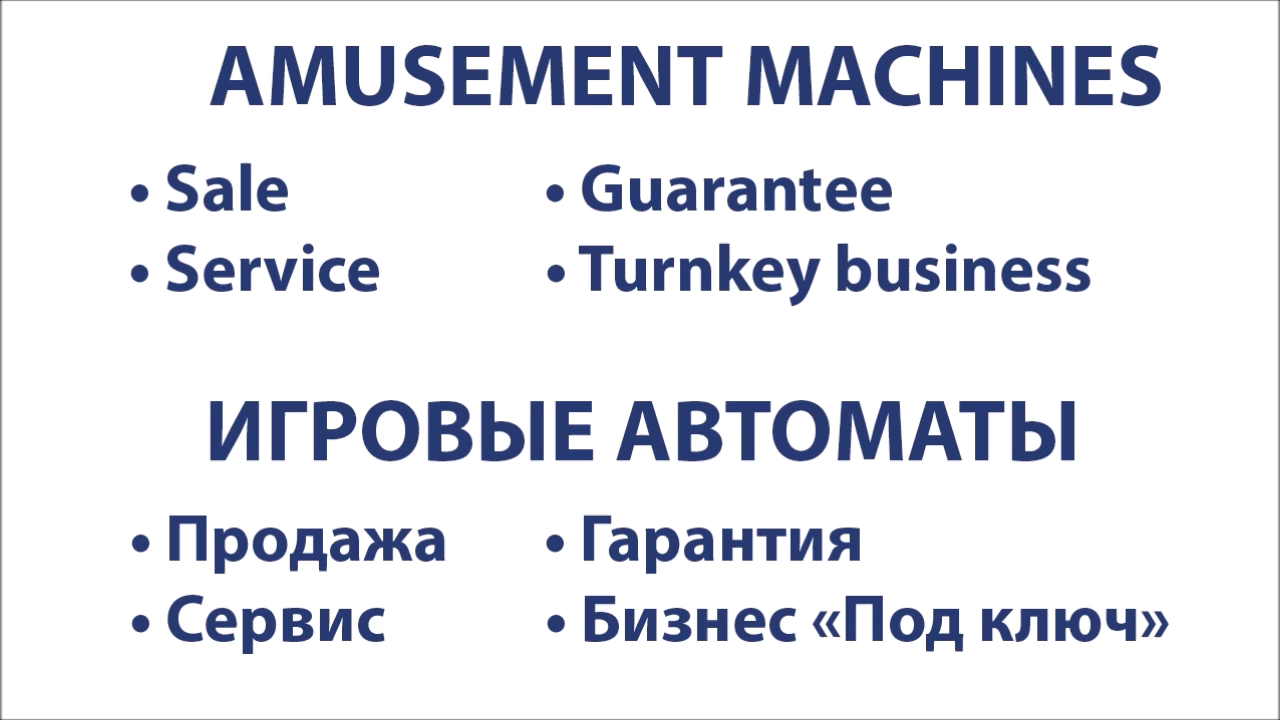 AMUSEMENT MACHINES
• Sale • Guarantee
• Service • Turnkey business
ИГРОВЫЕ АВТОМАТЫ
• Продажа • Гарантия
• Сервис • Бизнес «Под ключ»